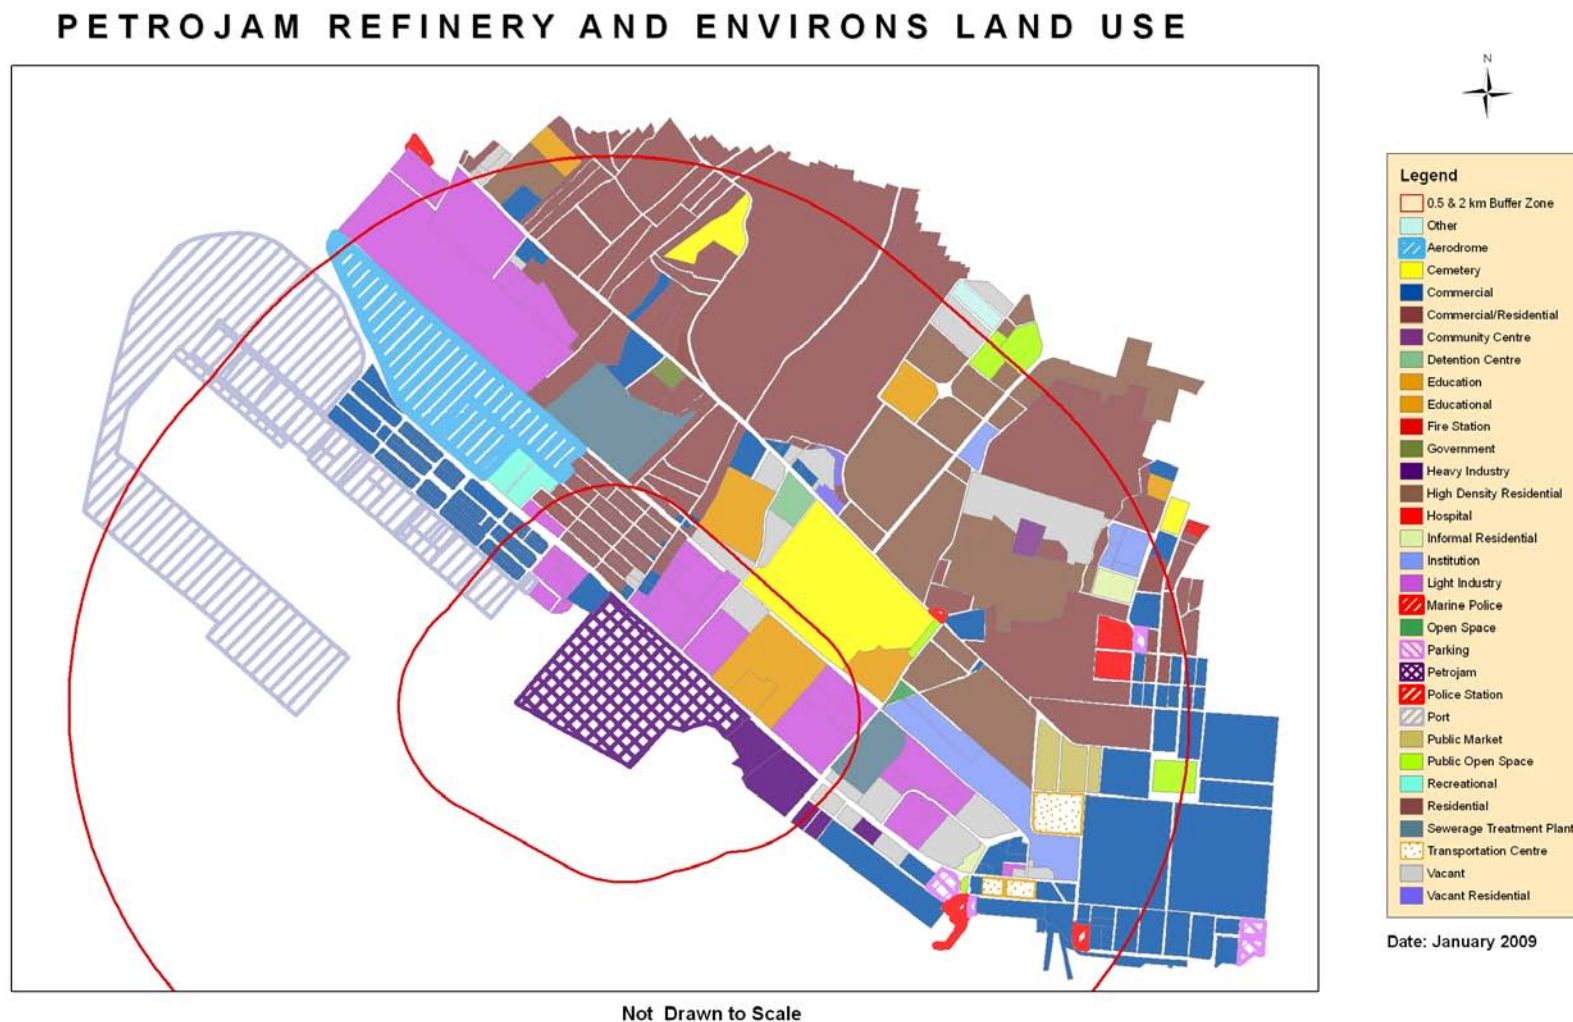 PETROJAM REFINERY AND ENVIRONS LAND USE
N
Legend
0.5 & 2 km Buffer Zone
Other
Aerodrome
Cemetery
Commercial
Commercial/Residential
Community Centre
Detention Centre
Education
Educational
Fire Station
Government
Heavy Industry
High Density Residential
Hospital
Informal Residential
Institution
Light Industry
Marine Police
Open Space
Parking
Petrojam
Police Station
Port
Public Market
Public Open Space
Recreational
Residential
Sewerage Treatment Plant
Transportation Centre
Vacant
Vacant Residential
Date: January 2009
Not Drawn to Scale